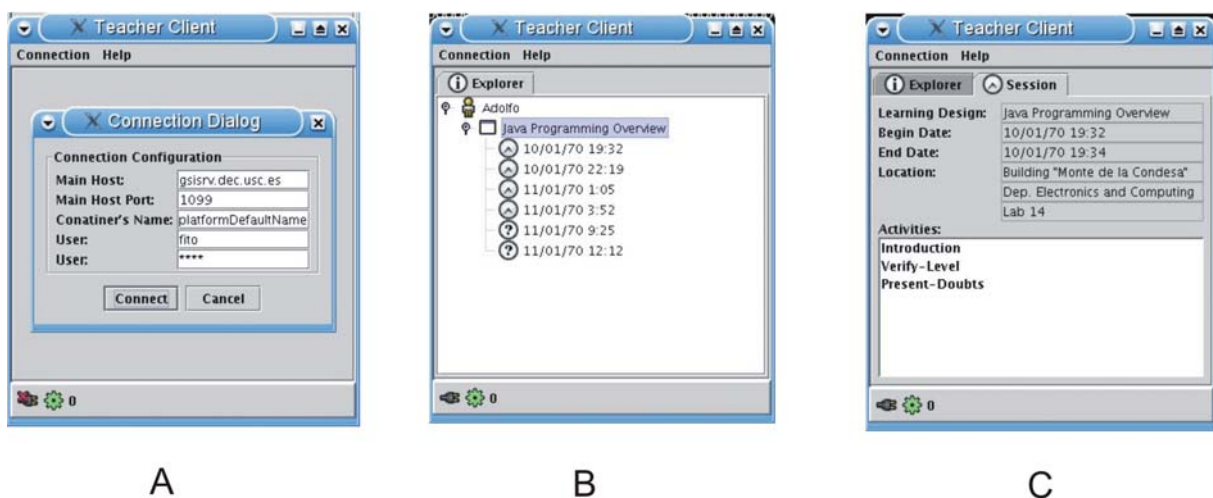 Teacher Client
Connection Help
Connection Dialog
Connection Configuration
Main Host: gsisrv.dec.usc.es
Main Host Port: 1099
Conatiner's Name: platformDefaultName
User: fito
User: ****
Connect Cancel
0
A
Teacher Client
Connection Help
Explorer
Adolfo
Java Programming Overview
10/01/70 19:32
10/01/70 22:19
11/01/70 1:05
11/01/70 3:52
11/01/70 9:25
11/01/70 12:12
0
B
Teacher Client
Connection Help
Explorer Session
Learning Design: Java Programming Overview
Begin Date: 10/01/70 19:32
End Date: 10/01/70 19:34
Location: Building "Monte de la Condesa"
Dep. Electronics and Computing
Lab 14
Activities:
Introduction
Verify-Level
Present-Doubts
0
C